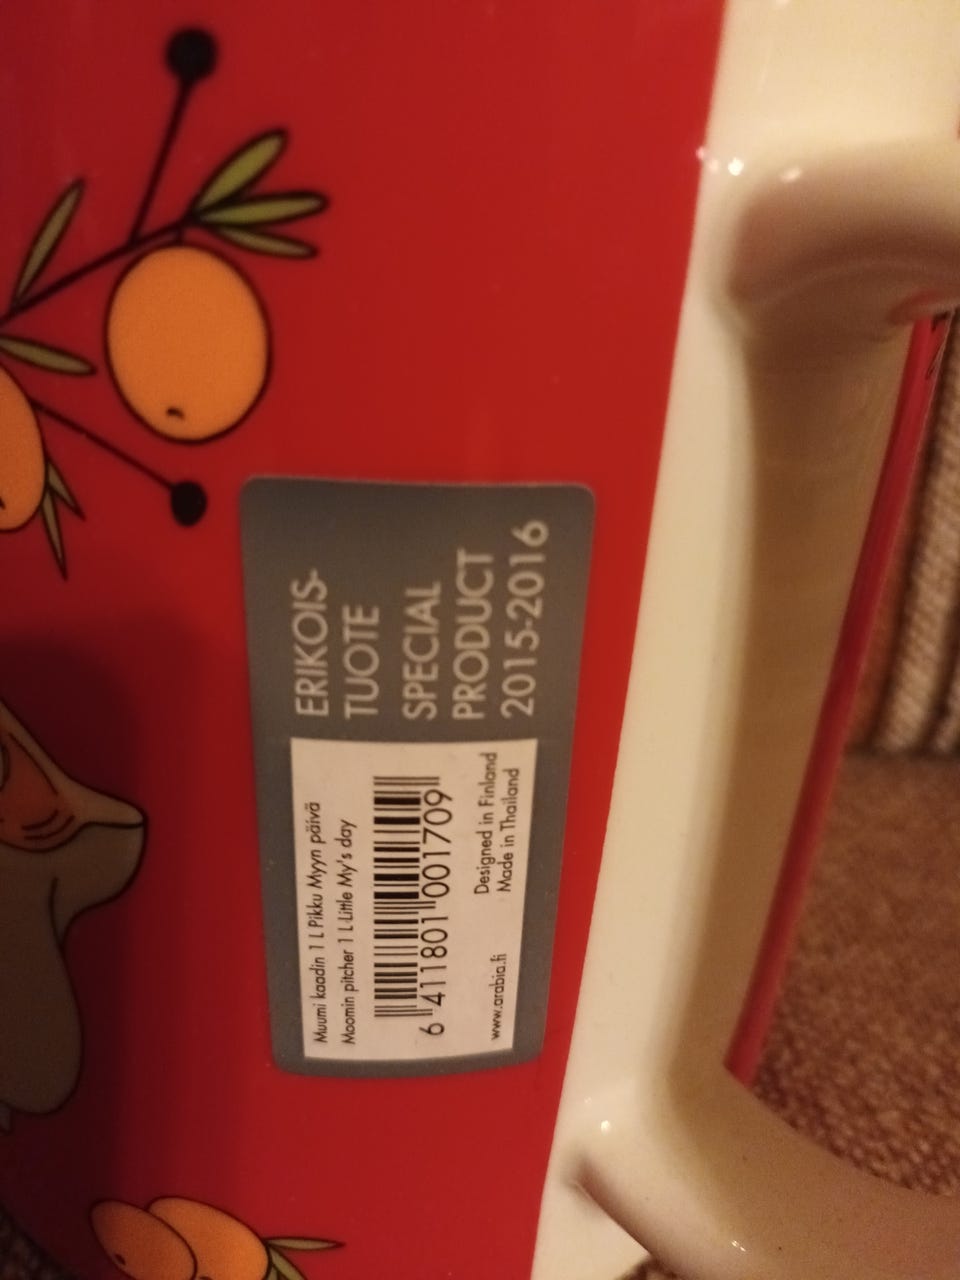 ERIKOIS-
TUOTE
SPECIAL
PRODUCT
2015-2016
Muumi kaadin 1 L Pikku Myyn päivä
Moomin pitcher 1 L Little My's day
6 411801 001709
Designed in Finland
www.arabia.fi Made in Thailand